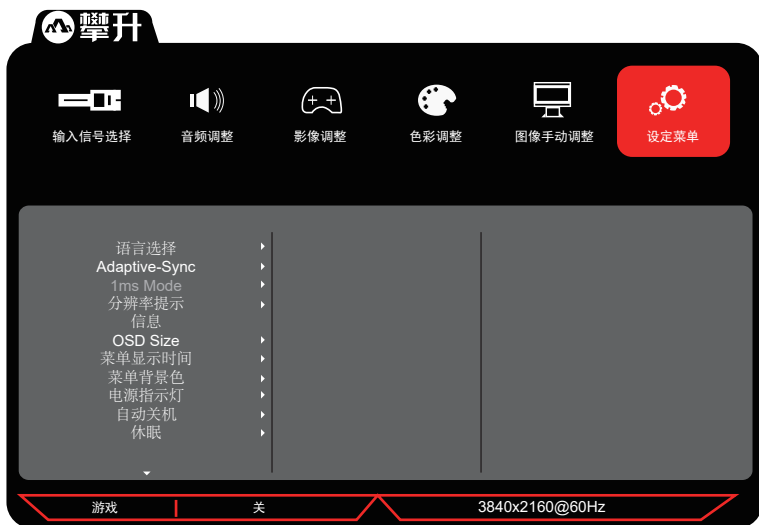 攀升
输入信号选择
音频调整
影像调整
色彩调整
图像手动调整
设定菜单
语言选择
Adaptive-Sync
1ms Mode
分辨率提示
信息
OSD Size
菜单显示时间
菜单背景色
电源指示灯
自动关机
休眠
游戏
关
3840x2160@60Hz